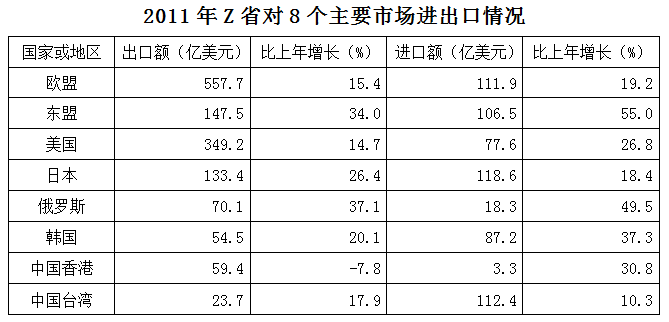 2011 年 Z 省对 8 个主要市场进出口情况
国家或地区 出口额（亿美元） 比上年增长（%） 进口额（亿美元） 比上年增长（%）
欧盟 557.7 15.4 111.9 19.2
东盟 147.5 34.0 106.5 55.0
美国 349.2 14.7 77.6 26.8
日本 133.4 26.4 118.6 18.4
俄罗斯 70.1 37.1 18.3 49.5
韩国 54.5 20.1 87.2 37.3
中国香港 59.4 -7.8 3.3 30.8
中国台湾 23.7 17.9 112.4 10.3